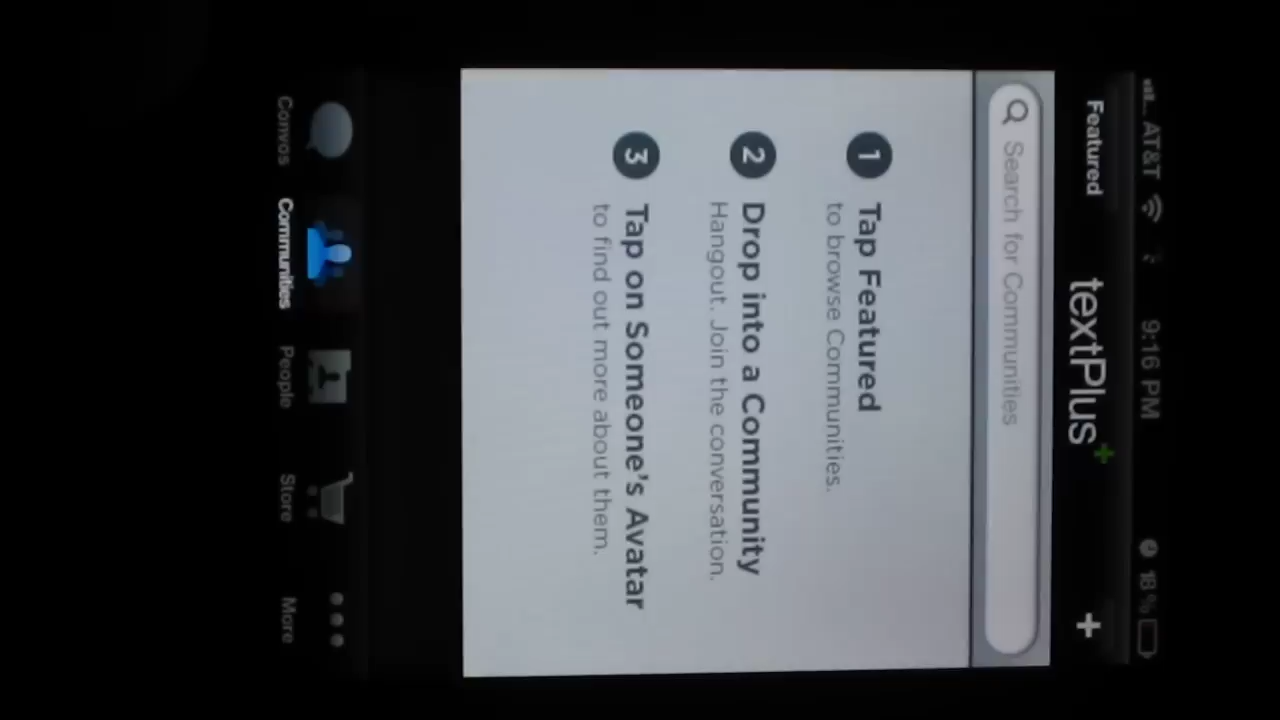 AT&T 9:16 PM 18%
Featured textPlus+ +
Search for Communities
1 Tap Featured
to browse Communities.
2 Drop into a Community
Hangout. Join the conversation.
3 Tap on Someone's Avatar
to find out more about them.
Convos Communities People Store More